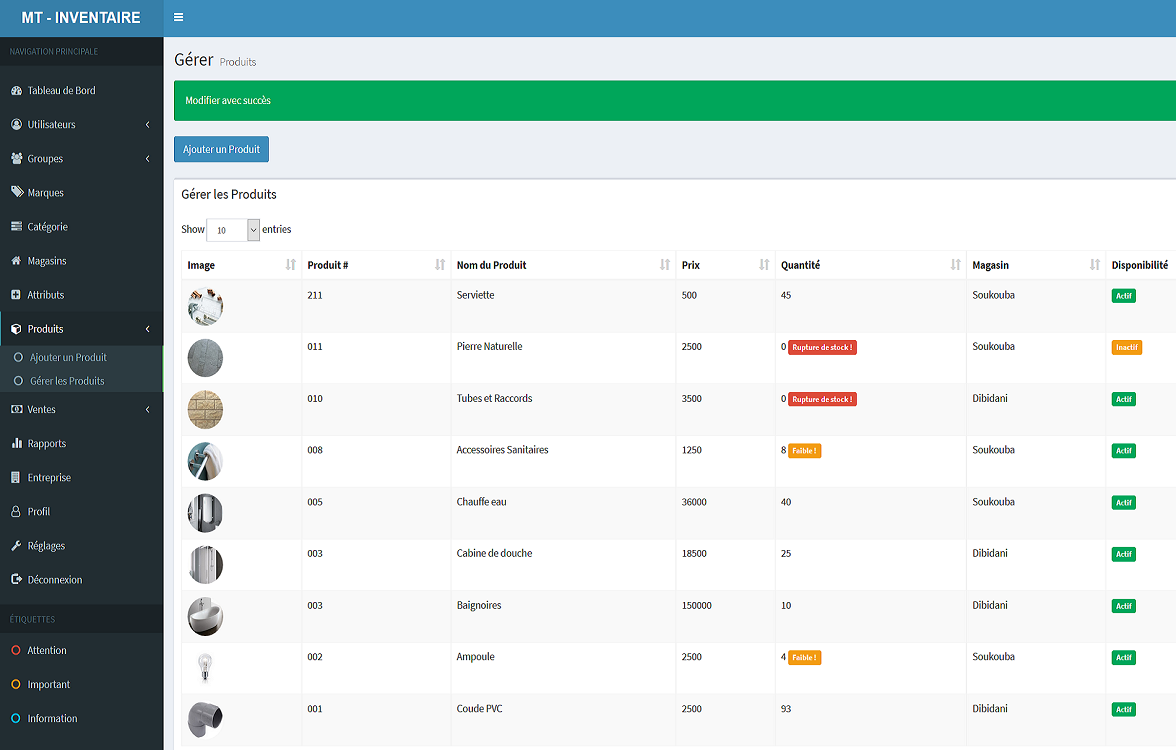 MT - INVENTAIRE
NAVIGATION PRINCIPALE
Tableau de Bord
Utilisateurs
Groupes
Marques
Catégorie
Magasins
Attributs
Produits
Ajouter un Produit
Gérer les Produits
Ventes
Rapports
Entreprise
Profil
Réglages
Déconnexion
ÉTIQUETTES
Attention
Important
Information
Gérer Produits
Modifier avec succès
Ajouter un Produit
Gérer les Produits
Show 10 entries
Image Produit # Nom du Produit Prix Quantité Magasin Disponibilité
211 Serviette 500 45 Soukouba Actif
011 Pierre Naturelle 2500 0 Rupture de stock ! Soukouba Inactif
010 Tubes et Raccords 3500 0 Rupture de stock ! Dibidani Actif
008 Accessoires Sanitaires 1250 8 Faible ! Soukouba Actif
005 Chauffe eau 36000 40 Soukouba Actif
003 Cabine de douche 18500 25 Dibidani Actif
003 Baignoires 150000 10 Dibidani Actif
002 Ampoule 2500 4 Faible ! Soukouba Actif
001 Coude PVC 2500 93 Dibidani Actif